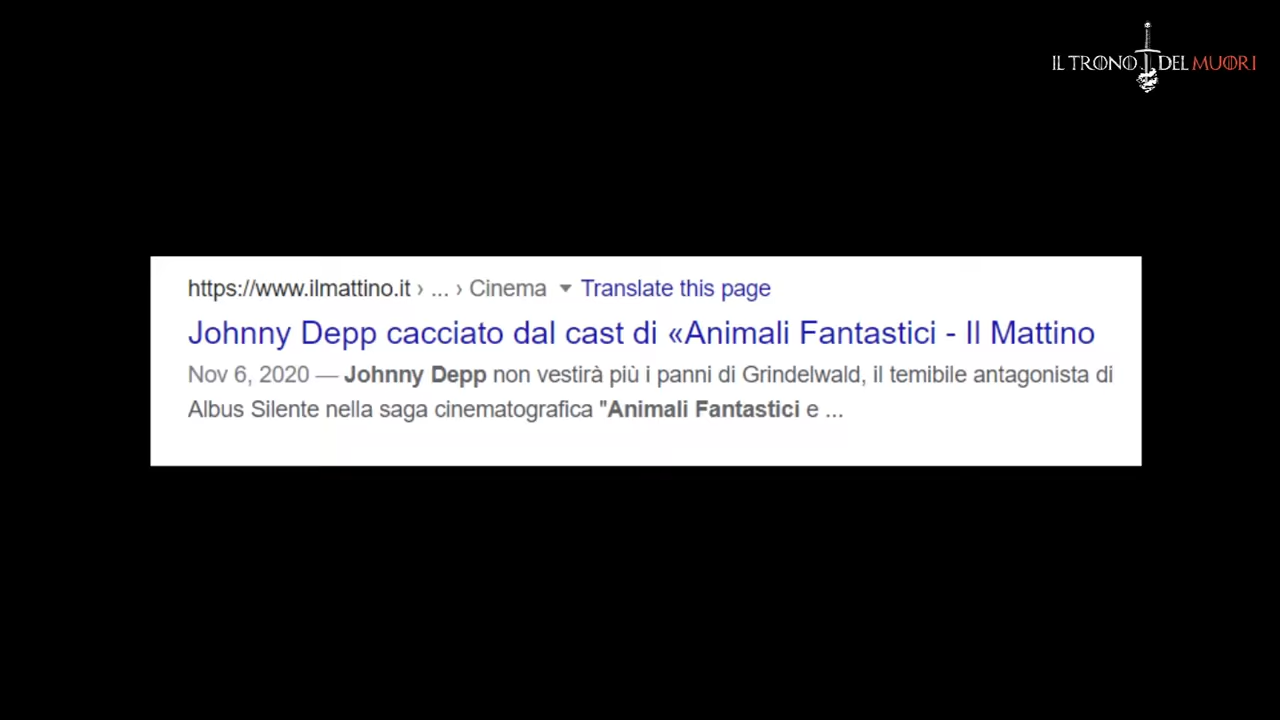 IL TRONO DEL MUORI
https://www.ilmattino.it › ... › Cinema ▾ Translate this page
Johnny Depp cacciato dal cast di «Animali Fantastici - Il Mattino
Nov 6, 2020 — Johnny Depp non vestirà più i panni di Grindelwald, il temibile antagonista di
Albus Silente nella saga cinematografica "Animali Fantastici e ...